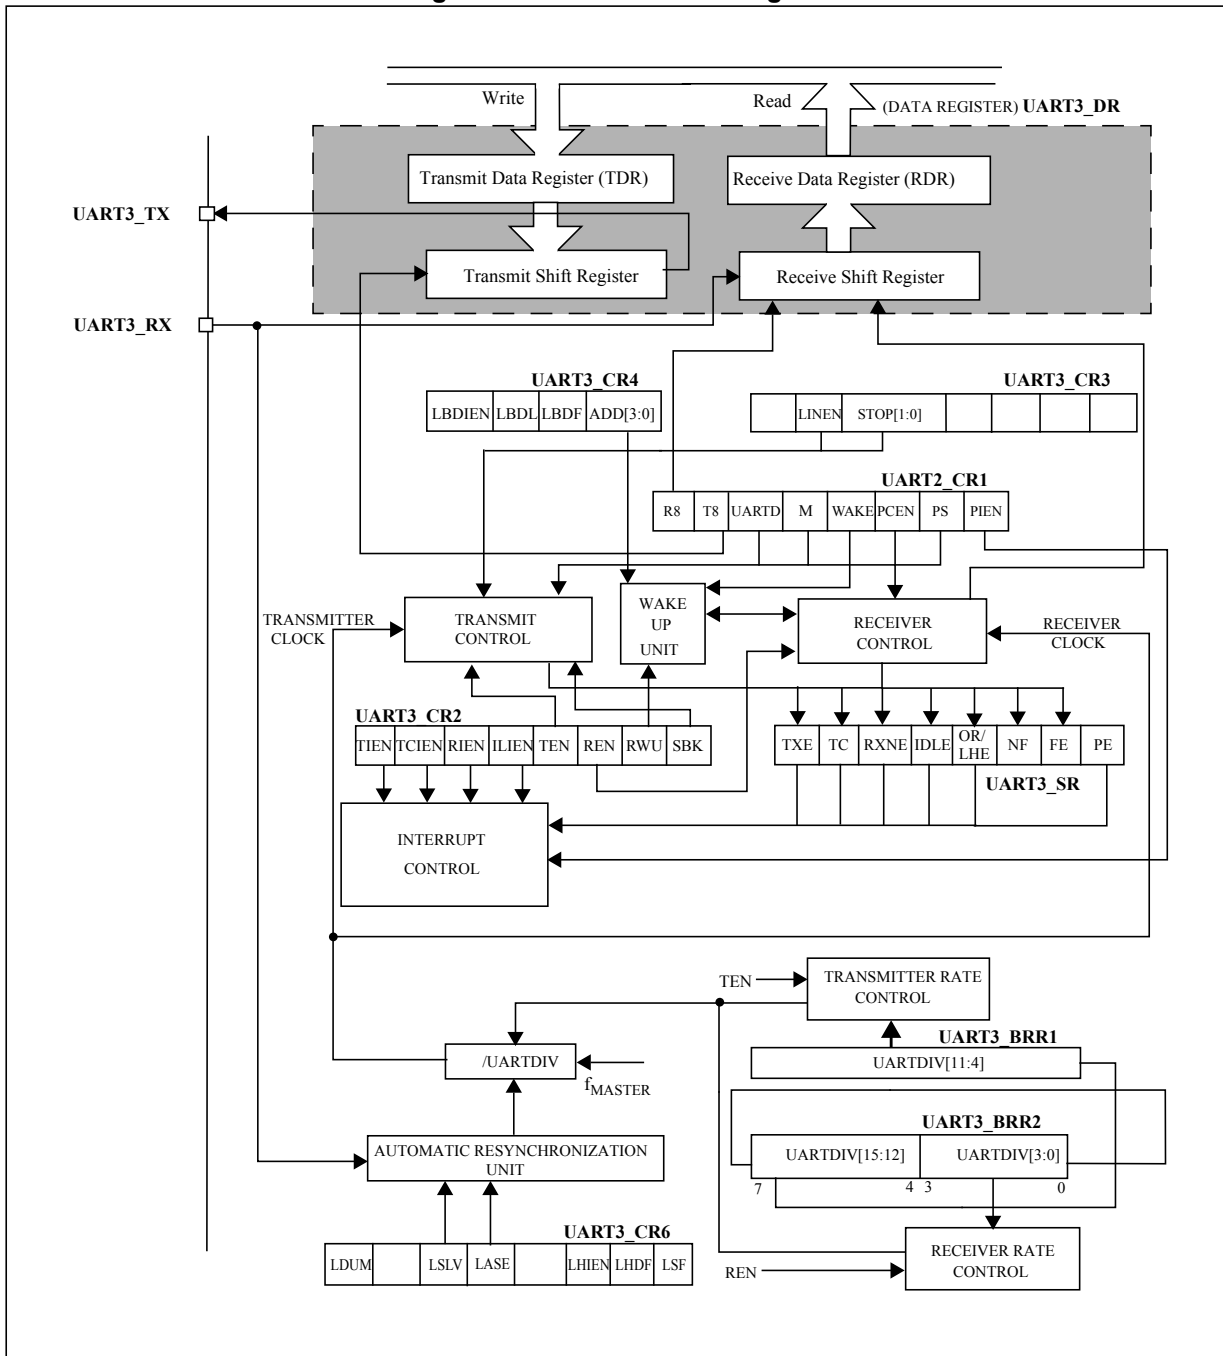 Write
Read
(DATA REGISTER) UART3_DR
Transmit Data Register (TDR)
Receive Data Register (RDR)
UART3_TX
Transmit Shift Register
Receive Shift Register
UART3_RX
UART3_CR4
LBDIEN LBDL LBDF ADD[3:0]
UART3_CR3
LINEN STOP[1:0]
UART2_CR1
R8 T8 UARTD M WAKE PCEN PS PIEN
TRANSMITTER
CLOCK
TRANSMIT
CONTROL
WAKE
UP
UNIT
RECEIVER
CONTROL
RECEIVER
CLOCK
UART3_CR2
TIEN TCIEN RIEN ILIEN TEN REN RWU SBK
TXE TC RXNE IDLE OR/
LHE NF FE PE
UART3_SR
INTERRUPT
CONTROL
TEN
TRANSMITTER RATE
CONTROL
UART3_BRR1
UARTDIV[11:4]
/UARTDIV
fMASTER
UART3_BRR2
UARTDIV[15:12] UARTDIV[3:0]
7 4 3 0
AUTOMATIC RESYNCHRONIZATION
UNIT
UART3_CR6
LDUM LSLV LASE LHIEN LHDF LSF
REN
RECEIVER RATE
CONTROL